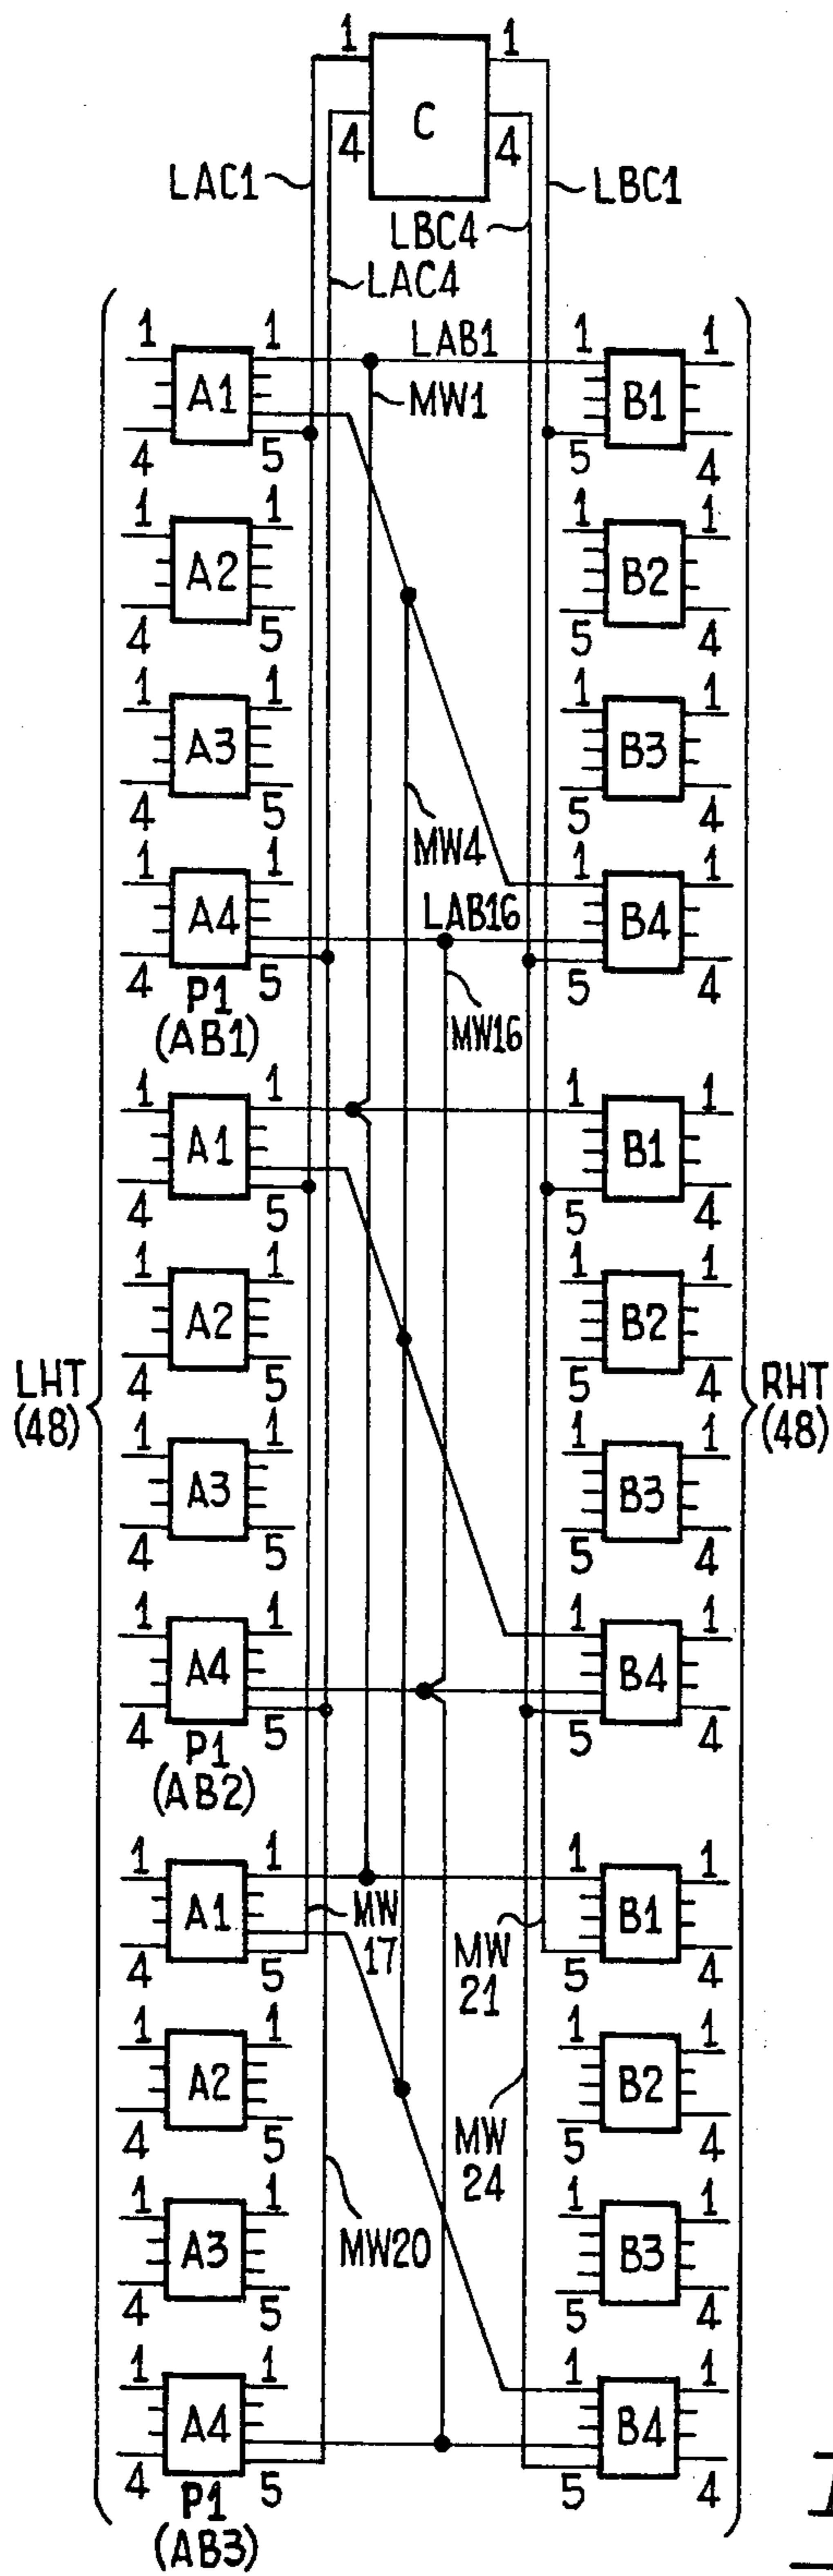 1 1
C
4 4
LAC1 LBC1
LBC4
LAC4
1 1 LAB1 1 1
A1 MW1 B1
4 5 5 4
1 1 1 1
A2 B2
4 5 5 4
1 1 1 1
A3 B3
4 5 5 4
MW4
1 1 1 1
A4 LAB16 B4
4 5 5 4
P1
(AB1)
MW16
1 1 1 1
A1 B1
4 5 5 4
1 1 1 1
A2 B2
4 5 5 4
LHT RHT
(48) (48)
1 1 1 1
A3 B3
4 5 5 4
1 1 1 1
A4 B4
4 5 5 4
P1
(AB2)
1 1 1 1
A1 B1
MW
17
4 5 5 4
MW
21
1 1 1 1
A2 B2
4 5 5 4
MW
24
1 1 1 1
A3 B3
MW20
4 5 5 4
1 1 1 1
A4 B4
4 5 5 4
P1
(AB3)